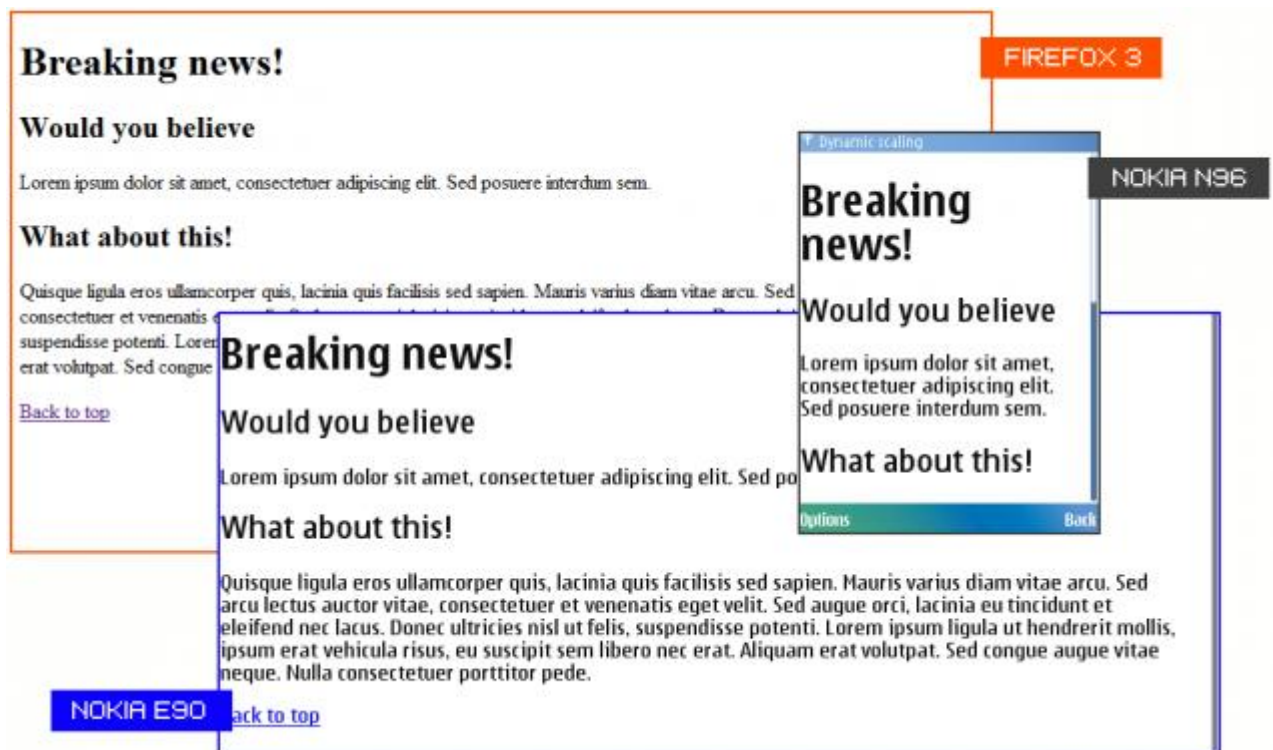 Breaking news!
FIREFOX 3
Would you believe
Lorem ipsum dolor sit amet, consectetuer adipiscing elit. Sed posuere interdum sem.
What about this!
Quisque ligula eros ullamcorper quis, lacinia quis facilisis sed sapien. Mauris varius diam vitae arcu. Sed
consectetuer et venenatis
suspendisse potenti.
erat volutpat. Sed congue
Back to top
Dynamic scaling
NOKIA N96
Breaking
news!
Would you believe
Lorem ipsum dolor sit amet,
consectetuer adipiscing elit.
Sed posuere interdum sem.
What about this!
Options Back
Breaking news!
Would you believe
Lorem ipsum dolor sit amet, consectetuer adipiscing elit. Sed po
What about this!
Quisque ligula eros ullamcorper quis, lacinia quis facilisis sed sapien. Mauris varius diam vitae arcu. Sed
arcu lectus auctor vitae, consectetuer et venenatis eget velit. Sed augue orci, lacinia eu tincidunt et
eleifend nec lacus. Donec ultricies nisl ut felis, suspendisse potenti. Lorem ipsum ligula ut hendrerit mollis,
ipsum erat vehicula risus, eu suscipit sem libero nec erat. Aliquam erat volutpat. Sed congue augue vitae
neque. Nulla consectetuer porttitor pede.
NOKIA E90
ack to top